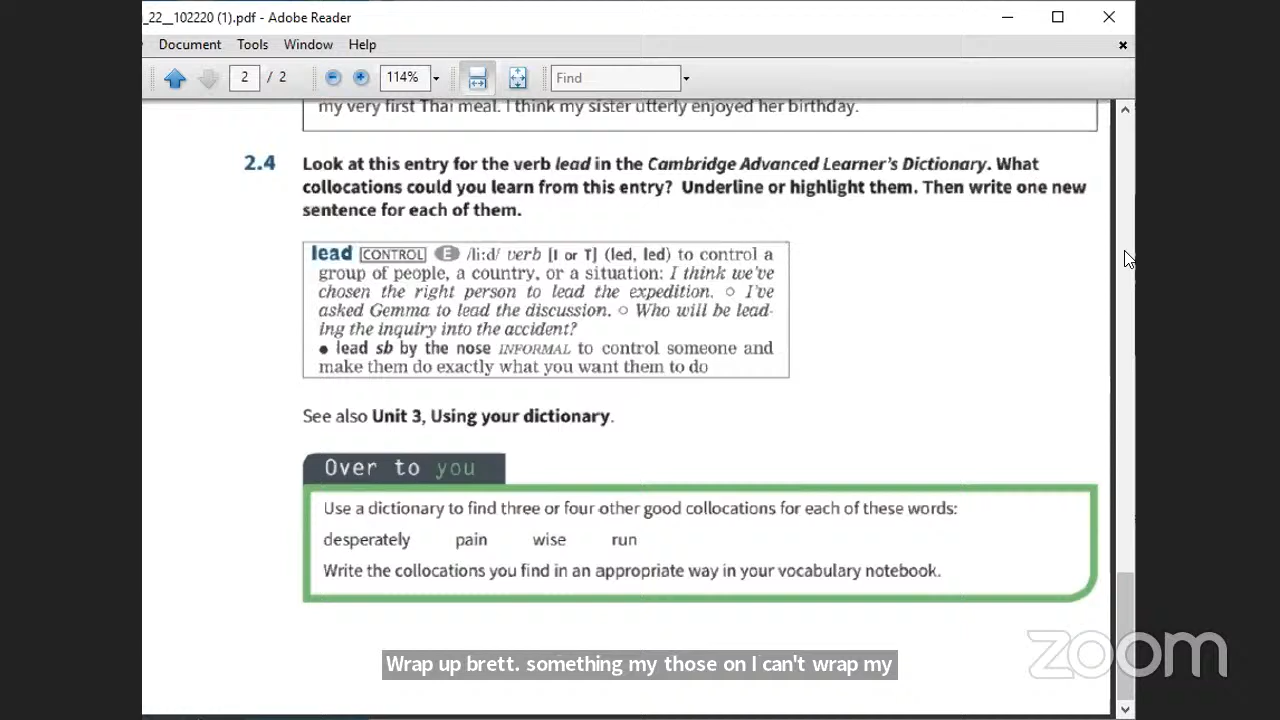 _22__102220 (1).pdf - Adobe Reader
Document Tools Window Help
2 / 2 114% Find
my very first Thai meal. I think my sister utterly enjoyed her birthday.
2.4 Look at this entry for the verb lead in the Cambridge Advanced Learner's Dictionary. What
collocations could you learn from this entry? Underline or highlight them. Then write one new
sentence for each of them.
lead CONTROL E /liːd/ verb [I or T] (led, led) to control a
group of people, a country, or a situation: I think we've
chosen the right person to lead the expedition. ○ I've
asked Gemma to lead the discussion. ○ Who will be lead-
ing the inquiry into the accident?
● lead sb by the nose INFORMAL to control someone and
make them do exactly what you want them to do
See also Unit 3, Using your dictionary.
Over to you
Use a dictionary to find three or four other good collocations for each of these words:
desperately pain wise run
Write the collocations you find in an appropriate way in your vocabulary notebook.
Wrap up brett. something my those on I can't wrap my
zoom